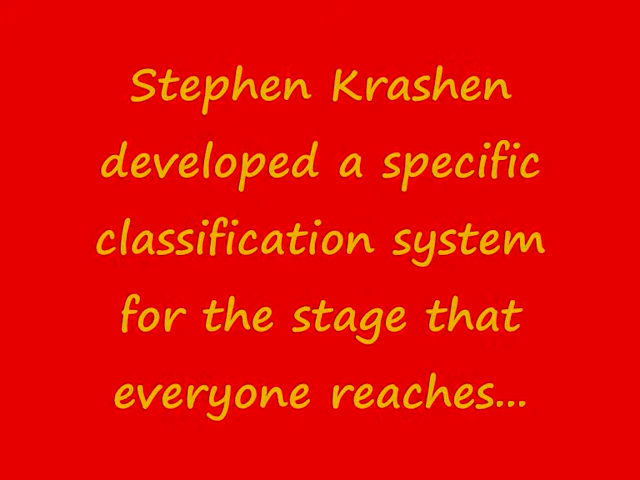 Stephen Krashen
developed a specific
classification system
for the stage that
everyone reaches...